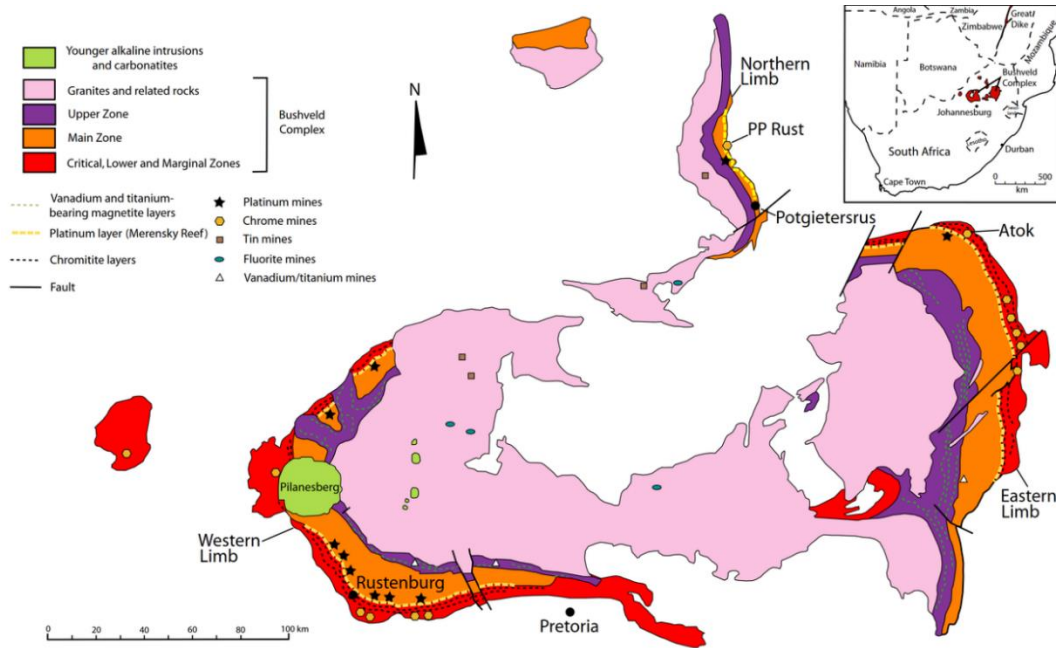 Younger alkaline intrusions
and carbonatites
Granites and related rocks
Upper Zone
Main Zone
Critical, Lower and Marginal Zones
Bushveld
Complex
Vanadium and titanium-
bearing magnetite layers
Platinum layer (Merensky Reef)
Chromitite layers
Fault
Platinum mines
Chrome mines
Tin mines
Fluorite mines
Vanadium/titanium mines
N
Northern
Limb
PP Rust
Potgietersrus
Atok
Eastern
Limb
Pilanesberg
Western
Limb
Rustenburg
Pretoria
0 20 40 60 80 100 km
Angola
Zambia
Great
Dike
Zimbabwe
Mozambique
Namibia
Botswana
Bushveld
Complex
Johannesburg
Lesotho
South Africa
Durban
Cape Town
0 500
km